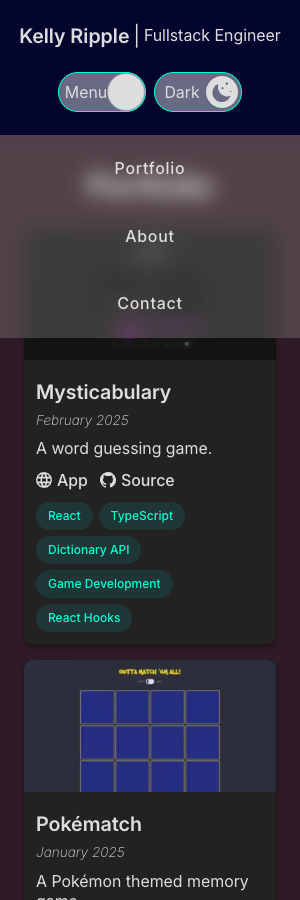 Kelly Ripple | Fullstack Engineer
Menu
Dark
Portfolio
About
Contact
Mysticabulary
February 2025
A word guessing game.
App
Source
React
TypeScript
Dictionary API
Game Development
React Hooks
GOTTA MATCH 'EM ALL!
Pokématch
January 2025
A Pokémon themed memory
game.